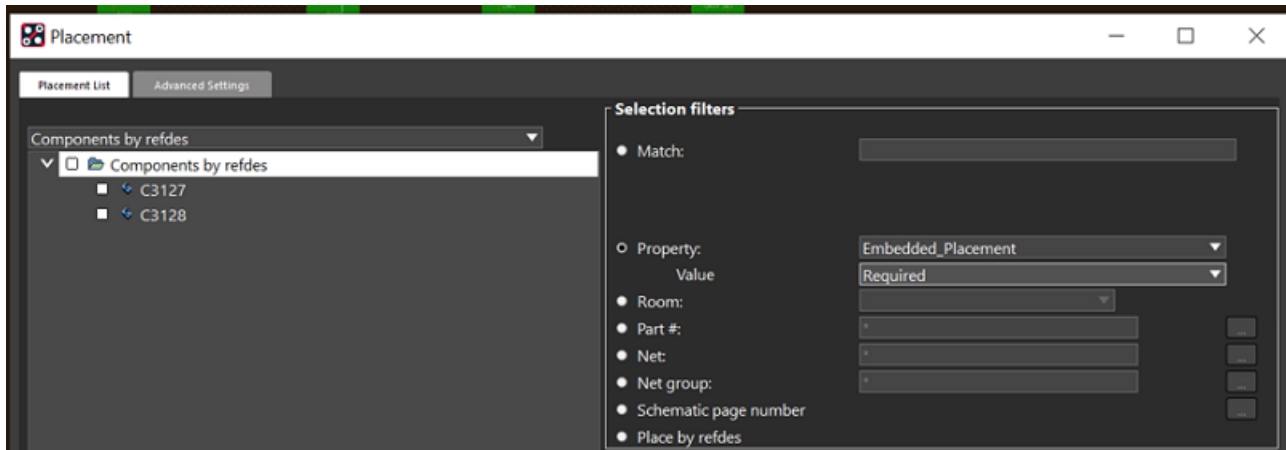 Placement
Placement List
Advanced Settings
Components by refdes
Components by refdes
C3127
C3128
Selection filters
Match:
Property: Embedded_Placement
Value Required
Room:
Part #: *
...
Net: *
...
Net group: *
...
Schematic page number
...
Place by refdes